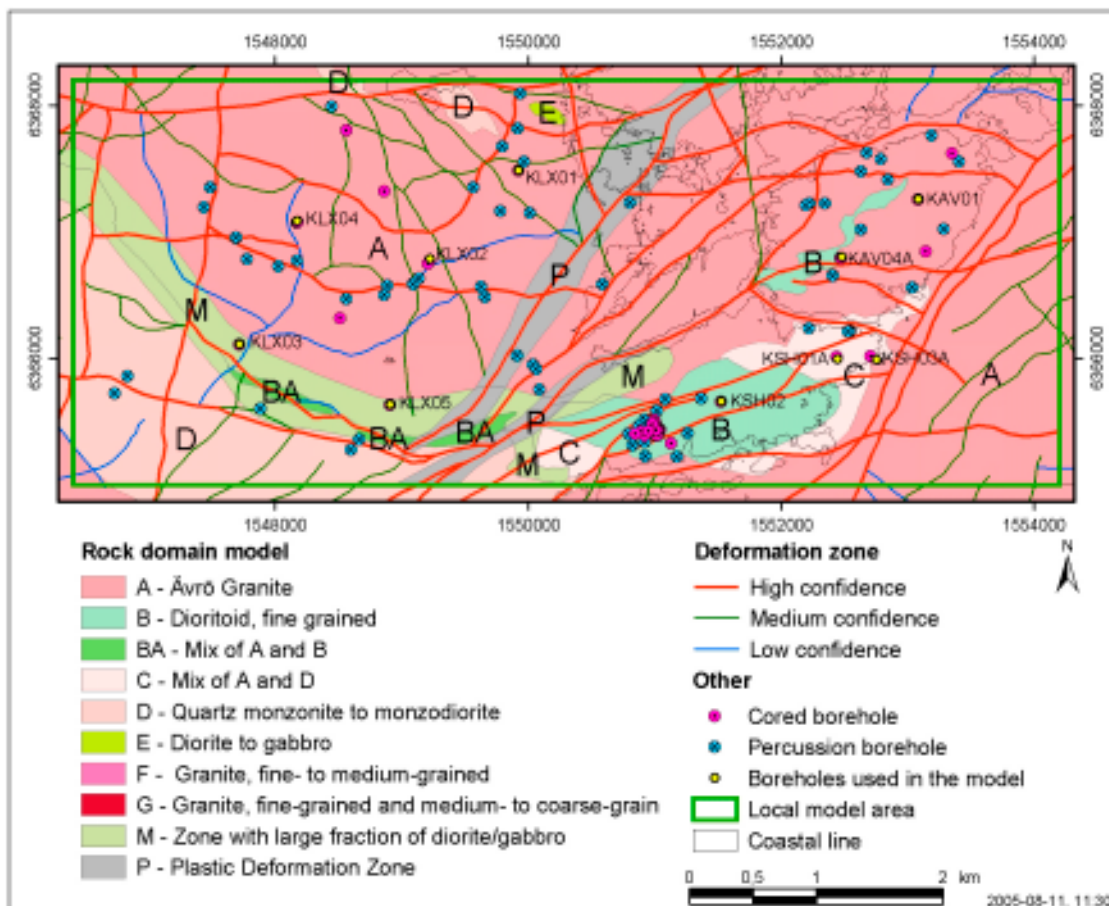 1548000 1550000 1552000 1554000
6368000 6368000
D
D
E
KLX01
KAV01
KLX04
A
KLX02
B
KAV04A
P
M
KLX03
KSH01A
KSH03A
6366000 6366000
M
C
A
BA
KLX05
KSH02
P
B
D
BA
BA
C
M
1548000 1550000 1552000 1554000
Rock domain model
A - Ävrö Granite
B - Dioritoid, fine grained
BA - Mix of A and B
C - Mix of A and D
D - Quartz monzonite to monzodiorite
E - Diorite to gabbro
F - Granite, fine- to medium-grained
G - Granite, fine-grained and medium- to coarse-grain
M - Zone with large fraction of diorite/gabbro
P - Plastic Deformation Zone
Deformation zone
N
High confidence
Medium confidence
Low confidence
Other
Cored borehole
Percussion borehole
Boreholes used in the model
Local model area
Coastal line
0 0,5 1 2 km
2005-08-11, 11:30